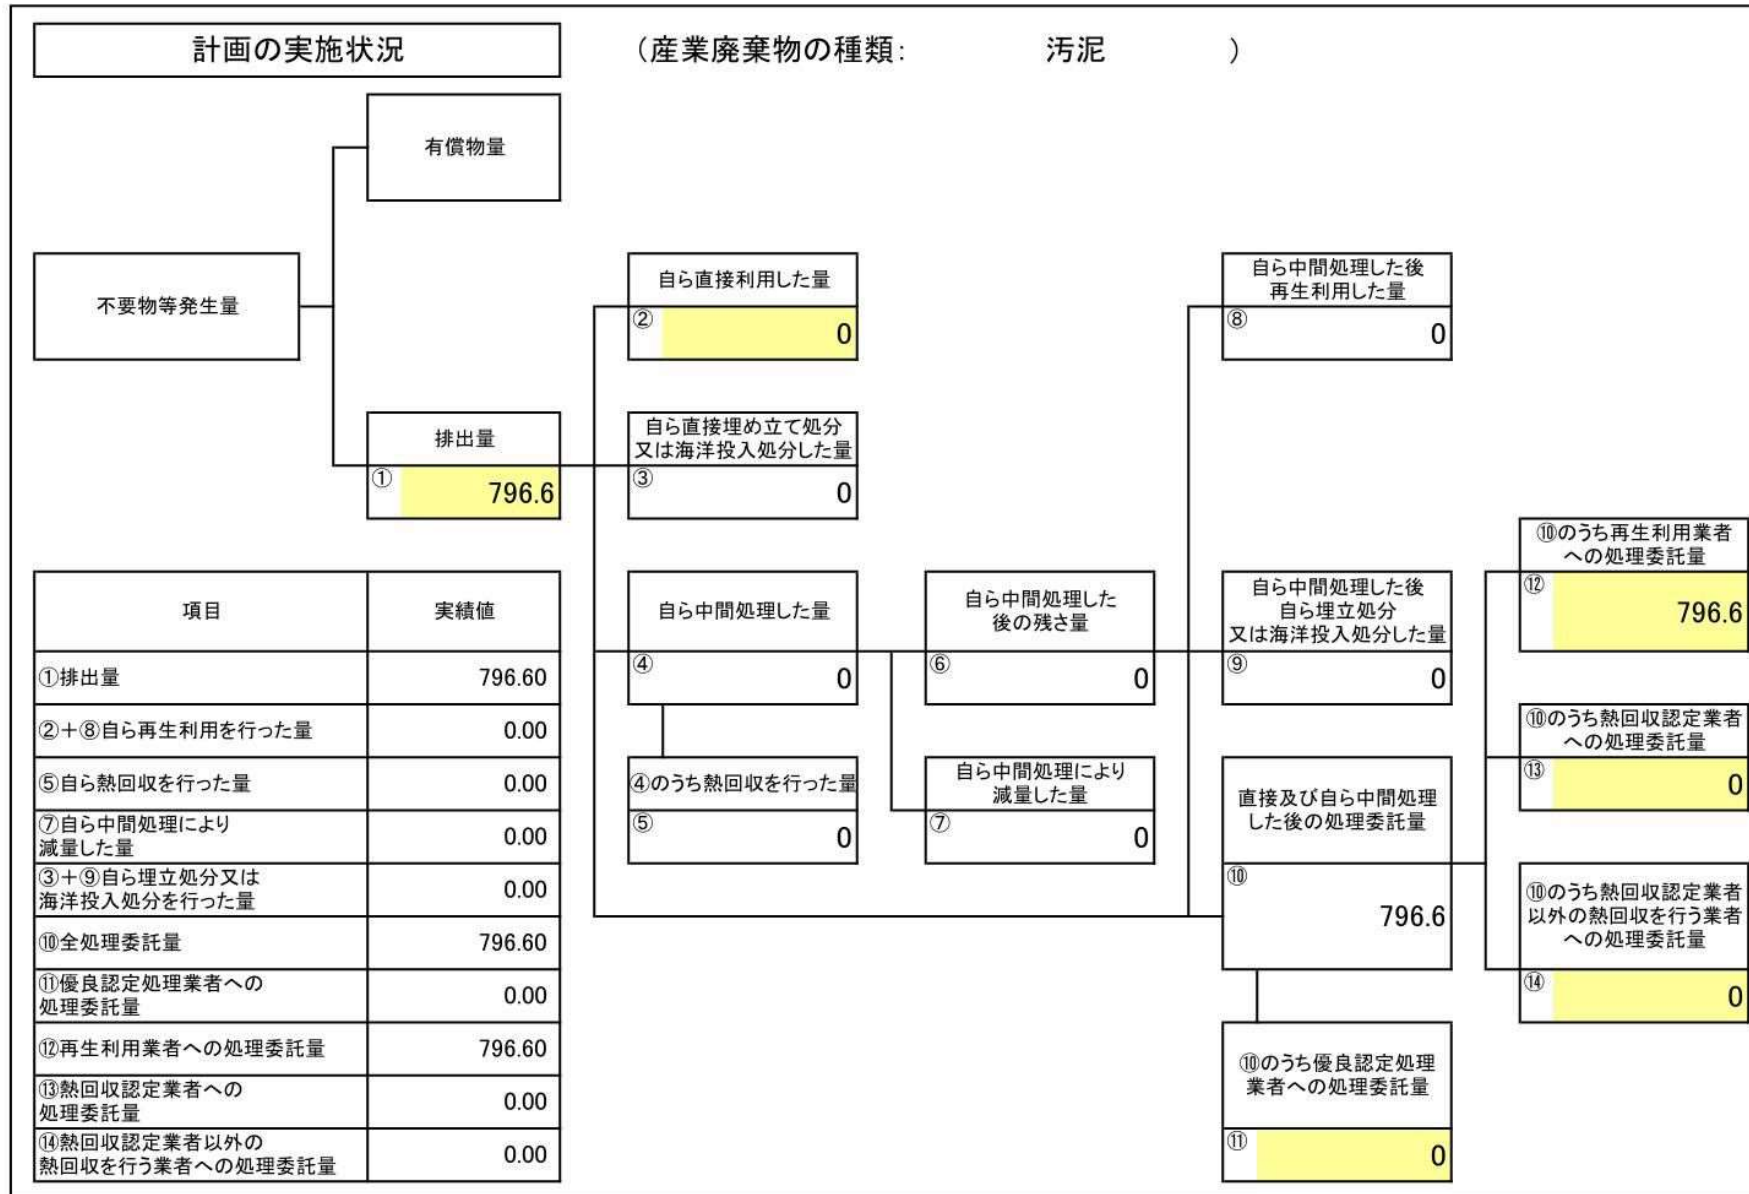 計画の実施状況
（産業廃棄物の種類： 汚泥 ）
有償物量
不要物等発生量
自ら直接利用した量
② 0
自ら中間処理した後
再生利用した量
⑧ 0
排出量
① 796.6
自ら直接埋め立て処分
又は海洋投入処分した量
③ 0
⑩のうち再生利用業者
への処理委託量
⑫ 796.6
自ら中間処理した量
④ 0
自ら中間処理した
後の残さ量
⑥ 0
自ら中間処理した後
自ら埋立処分
又は海洋投入処分した量
⑨ 0
⑩のうち熱回収認定業者
への処理委託量
⑬ 0
④のうち熱回収を行った量
⑤ 0
自ら中間処理により
減量した量
⑦ 0
直接及び自ら中間処理
した後の処理委託量
⑩ 796.6
⑩のうち熱回収認定業者
以外の熱回収を行う業者
への処理委託量
⑭ 0
⑩のうち優良認定処理
業者への処理委託量
⑪ 0
項目 実績値
①排出量 796.60
②＋⑧自ら再生利用を行った量 0.00
⑤自ら熱回収を行った量 0.00
⑦自ら中間処理により
減量した量 0.00
③＋⑨自ら埋立処分又は
海洋投入処分を行った量 0.00
⑩全処理委託量 796.60
⑪優良認定処理業者への
処理委託量 0.00
⑫再生利用業者への処理委託量 796.60
⑬熱回収認定業者への
処理委託量 0.00
⑭熱回収認定業者以外の
熱回収を行う業者への処理委託量 0.00